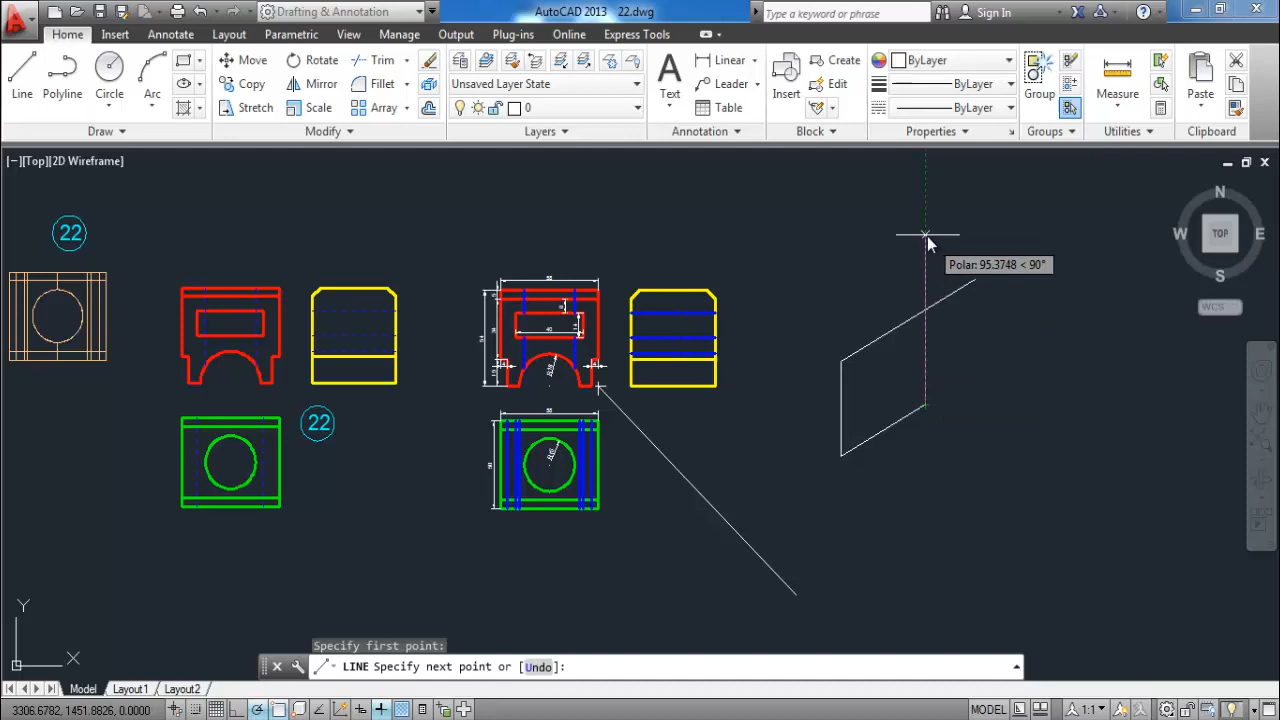 Drafting & Annotation
AutoCAD 2013 22.dwg
Type a keyword or phrase
Sign In
Home Insert Annotate Layout Parametric View Manage Output Plug-ins Online Express Tools
Line Polyline Circle Arc
Move Rotate Trim
Copy Mirror Fillet
Stretch Scale Array
Unsaved Layer State
0
Text
Linear
Leader
Table
Insert
Create
Edit
ByLayer
ByLayer
ByLayer
Group
Measure
Paste
Draw Modify Layers Annotation Block Properties Groups Utilities Clipboard
[−][Top][2D Wireframe]
22
22
N
W TOP E
S
WCS
Polar: 95.3748 < 90°
Y
X
Specify first point:
LINE Specify next point or [Undo]:
Model Layout1 Layout2
3306.6782, 1451.8826, 0.0000
MODEL
1:1